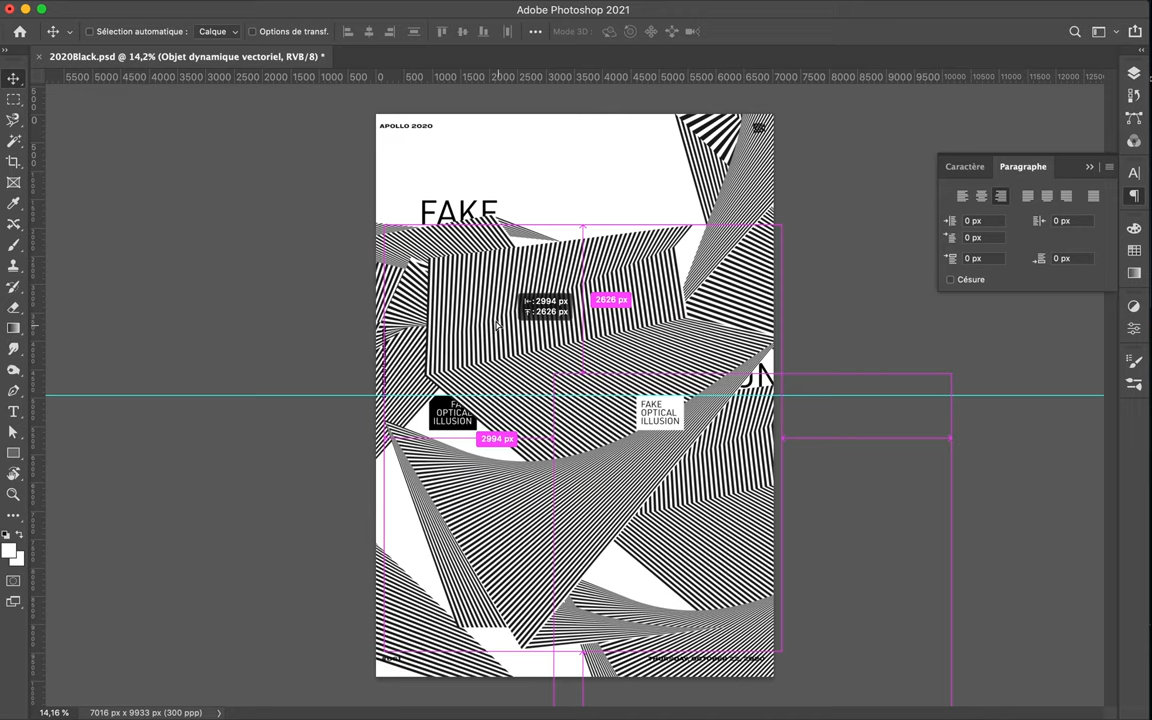 Adobe Photoshop 2021
Sélection automatique :
Calque
Options de transf.
Mode 3D :
2020Black.psd @ 14,2% (Objet dynamique vectoriel, RVB/8) *
5500 5000 4500 4000 3500 3000 2500 2000 1500 1000 500 0 500 1000 1500 2000 2500 3000 3500 4000 4500 5000 5500 6000 6500 7000 7500 8000 8500 9000 9500 10000 10500 11000 11500 12000
APOLLO 2020
Caractère
Paragraphe
FAKE
0 px
0 px
0 px
0 px
0 px
Césure
2994 px
2626 px
2626 px
FAKE
OPTICAL
ILLUSION
OPTICAL
ILLUSION
2994 px
14,16 %
7016 px x 9933 px (300 ppp)